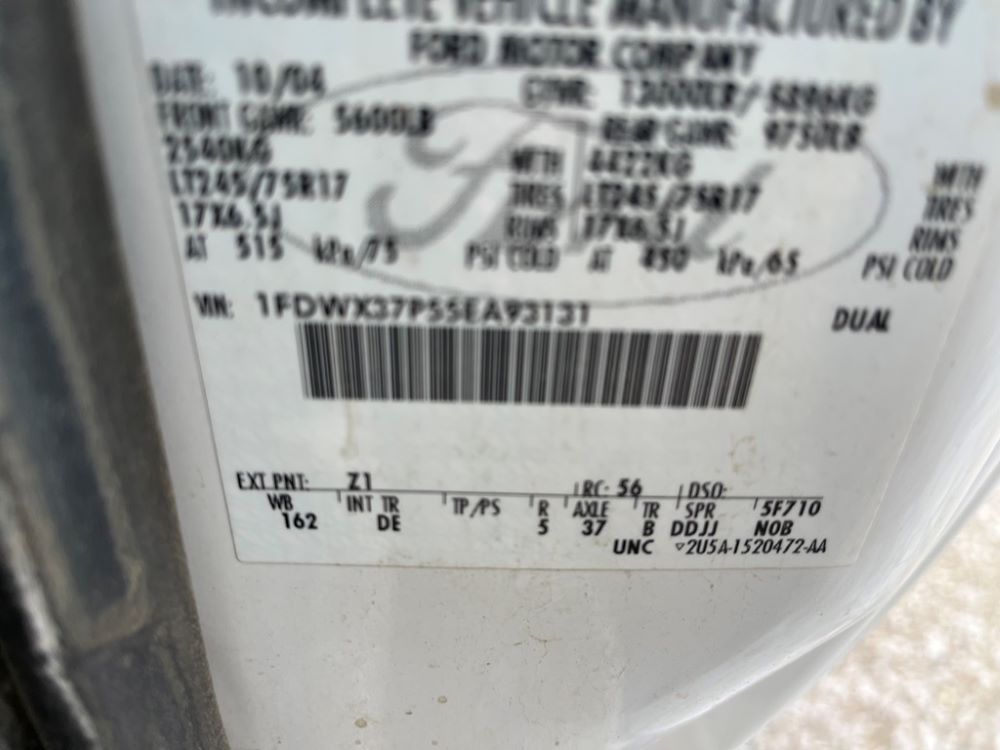 INCOMPLETE VEHICLE MANUFACTURED BY
FORD MOTOR COMPANY
DATE: 10/04 GVWR: 13000LB/ 5896KG
FRONT GAWR: 5600LB REAR GAWR: 9750LB
2540KG WITH 4422KG WITH
LT245/75R17 TIRES LT245/75R17 TIRES
17X6.5J RIMS 17X6.5J RIMS
AT 515 kPa/75 PSI COLD AT 450 kPa/65 PSI COLD
VIN: 1FDWX37P55EA93131 DUAL
EXT PNT: Z1 RC: 56 DSO:
WB INT TR TP/PS R AXLE TR SPR 5F710
162 DE 5 37 B DDJJ N0B
UNC ▿2U5A-1520472-AA